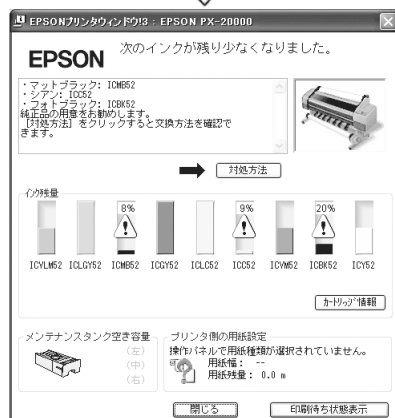 EPSONプリンタウィンドウ!3 : EPSON PX-20000
EPSON
次のインクが残り少なくなりました。
・マットブラック: ICMB52
・シアン: ICC52
・フォトブラック: ICBK52
純正品の用意をお勧めします。
[対処方法] をクリックすると交換方法を確認で
きます。
対処方法
インク残量
8% 9% 20%
ICVLM52 ICLGY52 ICMB52 ICGY52 ICLC52 ICC52 ICVM52 ICBK52 ICY52
カートリッジ情報
メンテナンスタンク空き容量
(左)
(中)
(右)
プリンタ側の用紙設定
操作パネルで用紙種類が選択されていません。
用紙幅: --
用紙残量: 0.0 m
閉じる
印刷待ち状態表示